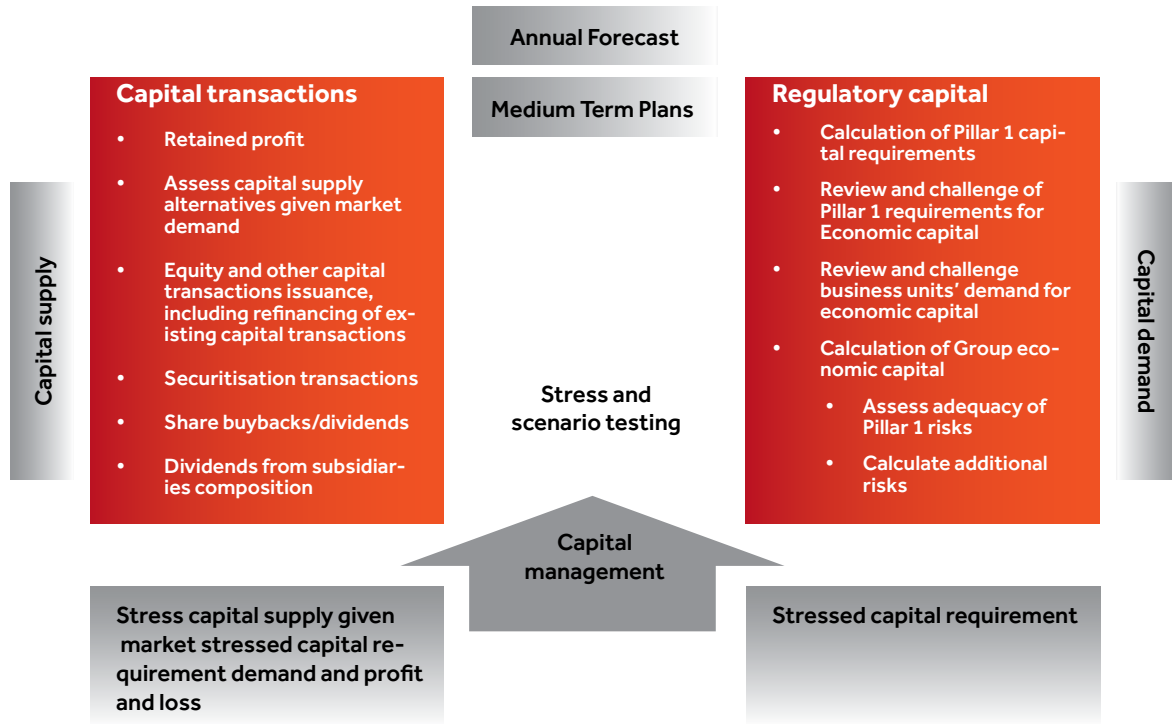 Annual Forecast
Medium Term Plans
Capital supply
Capital transactions
• Retained profit
• Assess capital supply
alternatives given market
demand
• Equity and other capital
transactions issuance,
including refinancing of ex-
isting capital transactions
• Securitisation transactions
• Share buybacks/dividends
• Dividends from subsidiar-
ies composition
Stress and
scenario testing
Regulatory capital
• Calculation of Pillar 1 capi-
tal requirements
• Review and challenge of
Pillar 1 requirements for
Economic capital
• Review and challenge
business units’ demand for
economic capital
• Calculation of Group eco-
nomic capital
• Assess adequacy of
Pillar 1 risks
• Calculate additional
risks
Capital demand
Capital
management
Stress capital supply given
market stressed capital re-
quirement demand and profit
and loss
Stressed capital requirement